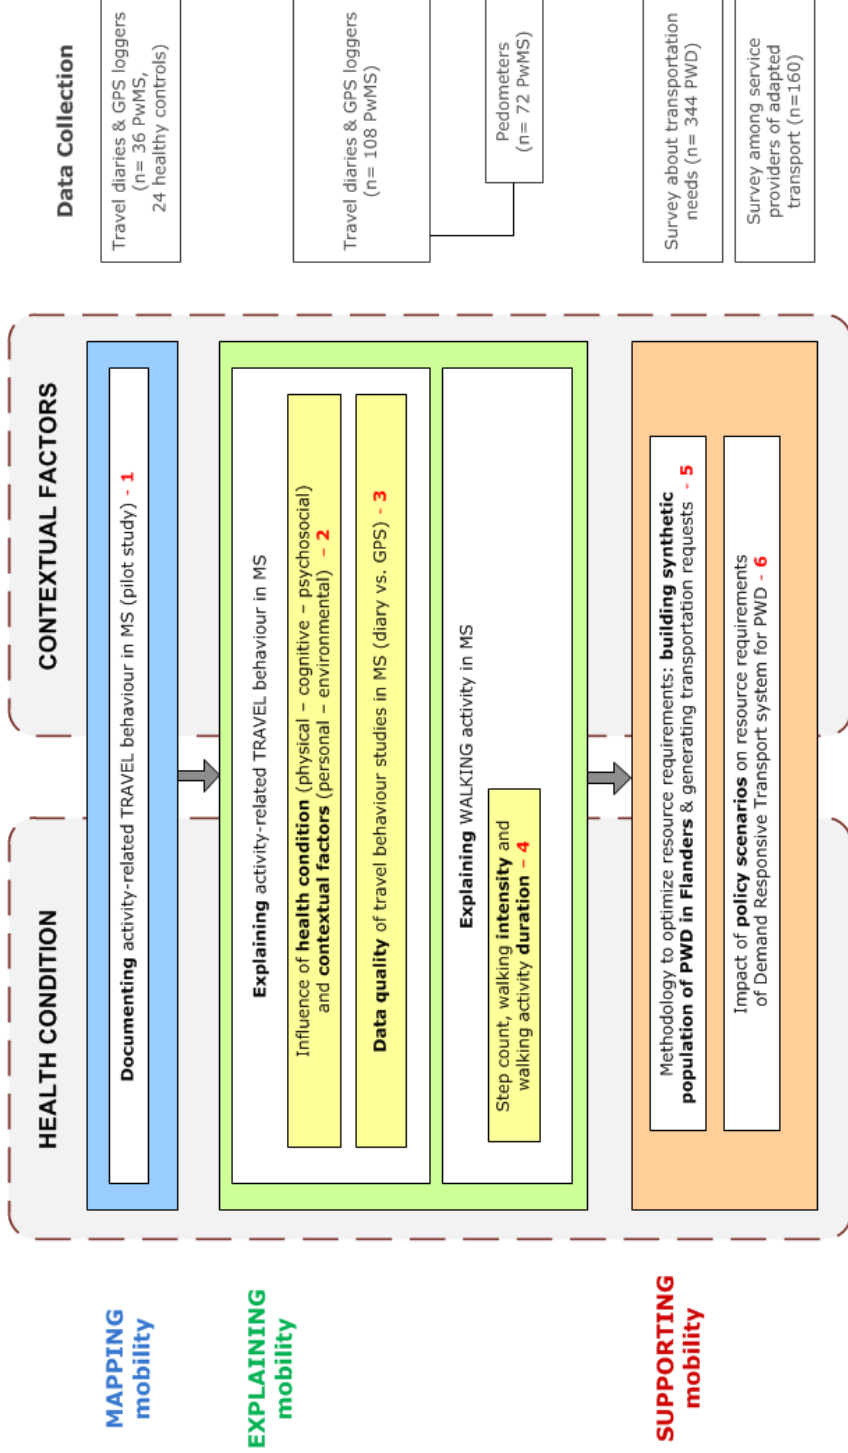 HEALTH CONDITION
CONTEXTUAL FACTORS
Data Collection
MAPPING
mobility
Documenting activity-related TRAVEL behaviour in MS (pilot study) - 1
Travel diaries & GPS loggers
(n= 36 PwMS,
24 healthy controls)
EXPLAINING
mobility
Explaining activity-related TRAVEL behaviour in MS
Influence of health condition (physical – cognitive – psychosocial)
and contextual factors (personal – environmental) – 2
Data quality of travel behaviour studies in MS (diary vs. GPS) - 3
Travel diaries & GPS loggers
(n= 108 PwMS)
Explaining WALKING activity in MS
Step count, walking intensity and
walking activity duration – 4
Pedometers
(n= 72 PwMS)
SUPPORTING
mobility
Methodology to optimize resource requirements: building synthetic
population of PWD in Flanders & generating transportation requests - 5
Impact of policy scenarios on resource requirements
of Demand Responsive Transport system for PWD - 6
Survey about transportation
needs (n= 344 PWD)
Survey among service
providers of adapted
transport (n=160)